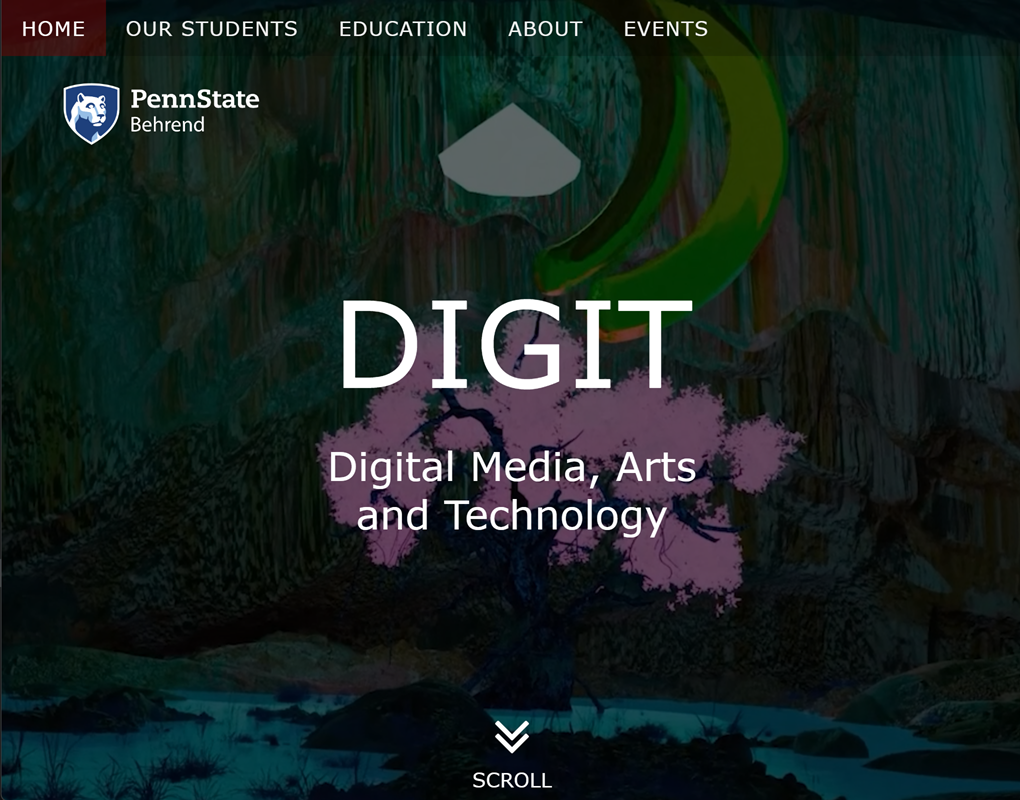 HOME OUR STUDENTS EDUCATION ABOUT EVENTS
PennState
Behrend
DIGIT
Digital Media, Arts
and Technology
SCROLL